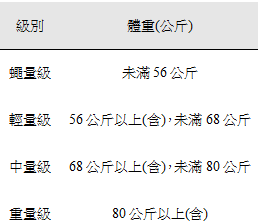 級別 體重(公斤)
蠅量級 未滿 56 公斤
輕量級 56 公斤以上(含)，未滿 68 公斤
中量級 68 公斤以上(含)，未滿 80 公斤
重量級 80 公斤以上(含)